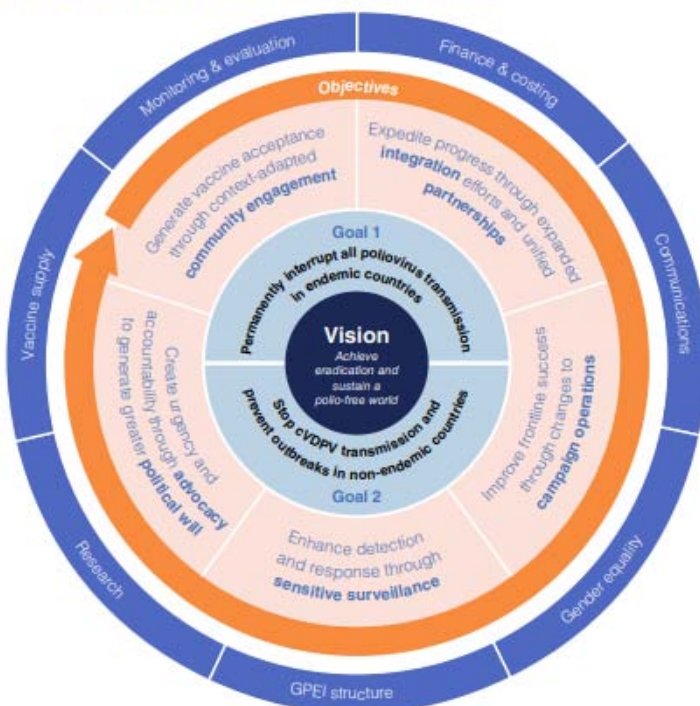 Monitoring & evaluation
Finance & costing
Communications
Gender equality
GPEI structure
Research
Vaccine supply
Objectives
Generate vaccine acceptance
through context-adapted
community engagement
Expedite progress through expanded
integration efforts and unified
partnerships
Improve frontline success
through changes to
campaign operations
Enhance detection
and response through
sensitive surveillance
Create urgency and
accountability through advocacy
to generate greater political will
Goal 1
Permanently interrupt all poliovirus transmission
in endemic countries
Vision
Achieve
eradication and
sustain a
polio-free world
Stop cVDPV transmission and
prevent outbreaks in non-endemic countries
Goal 2